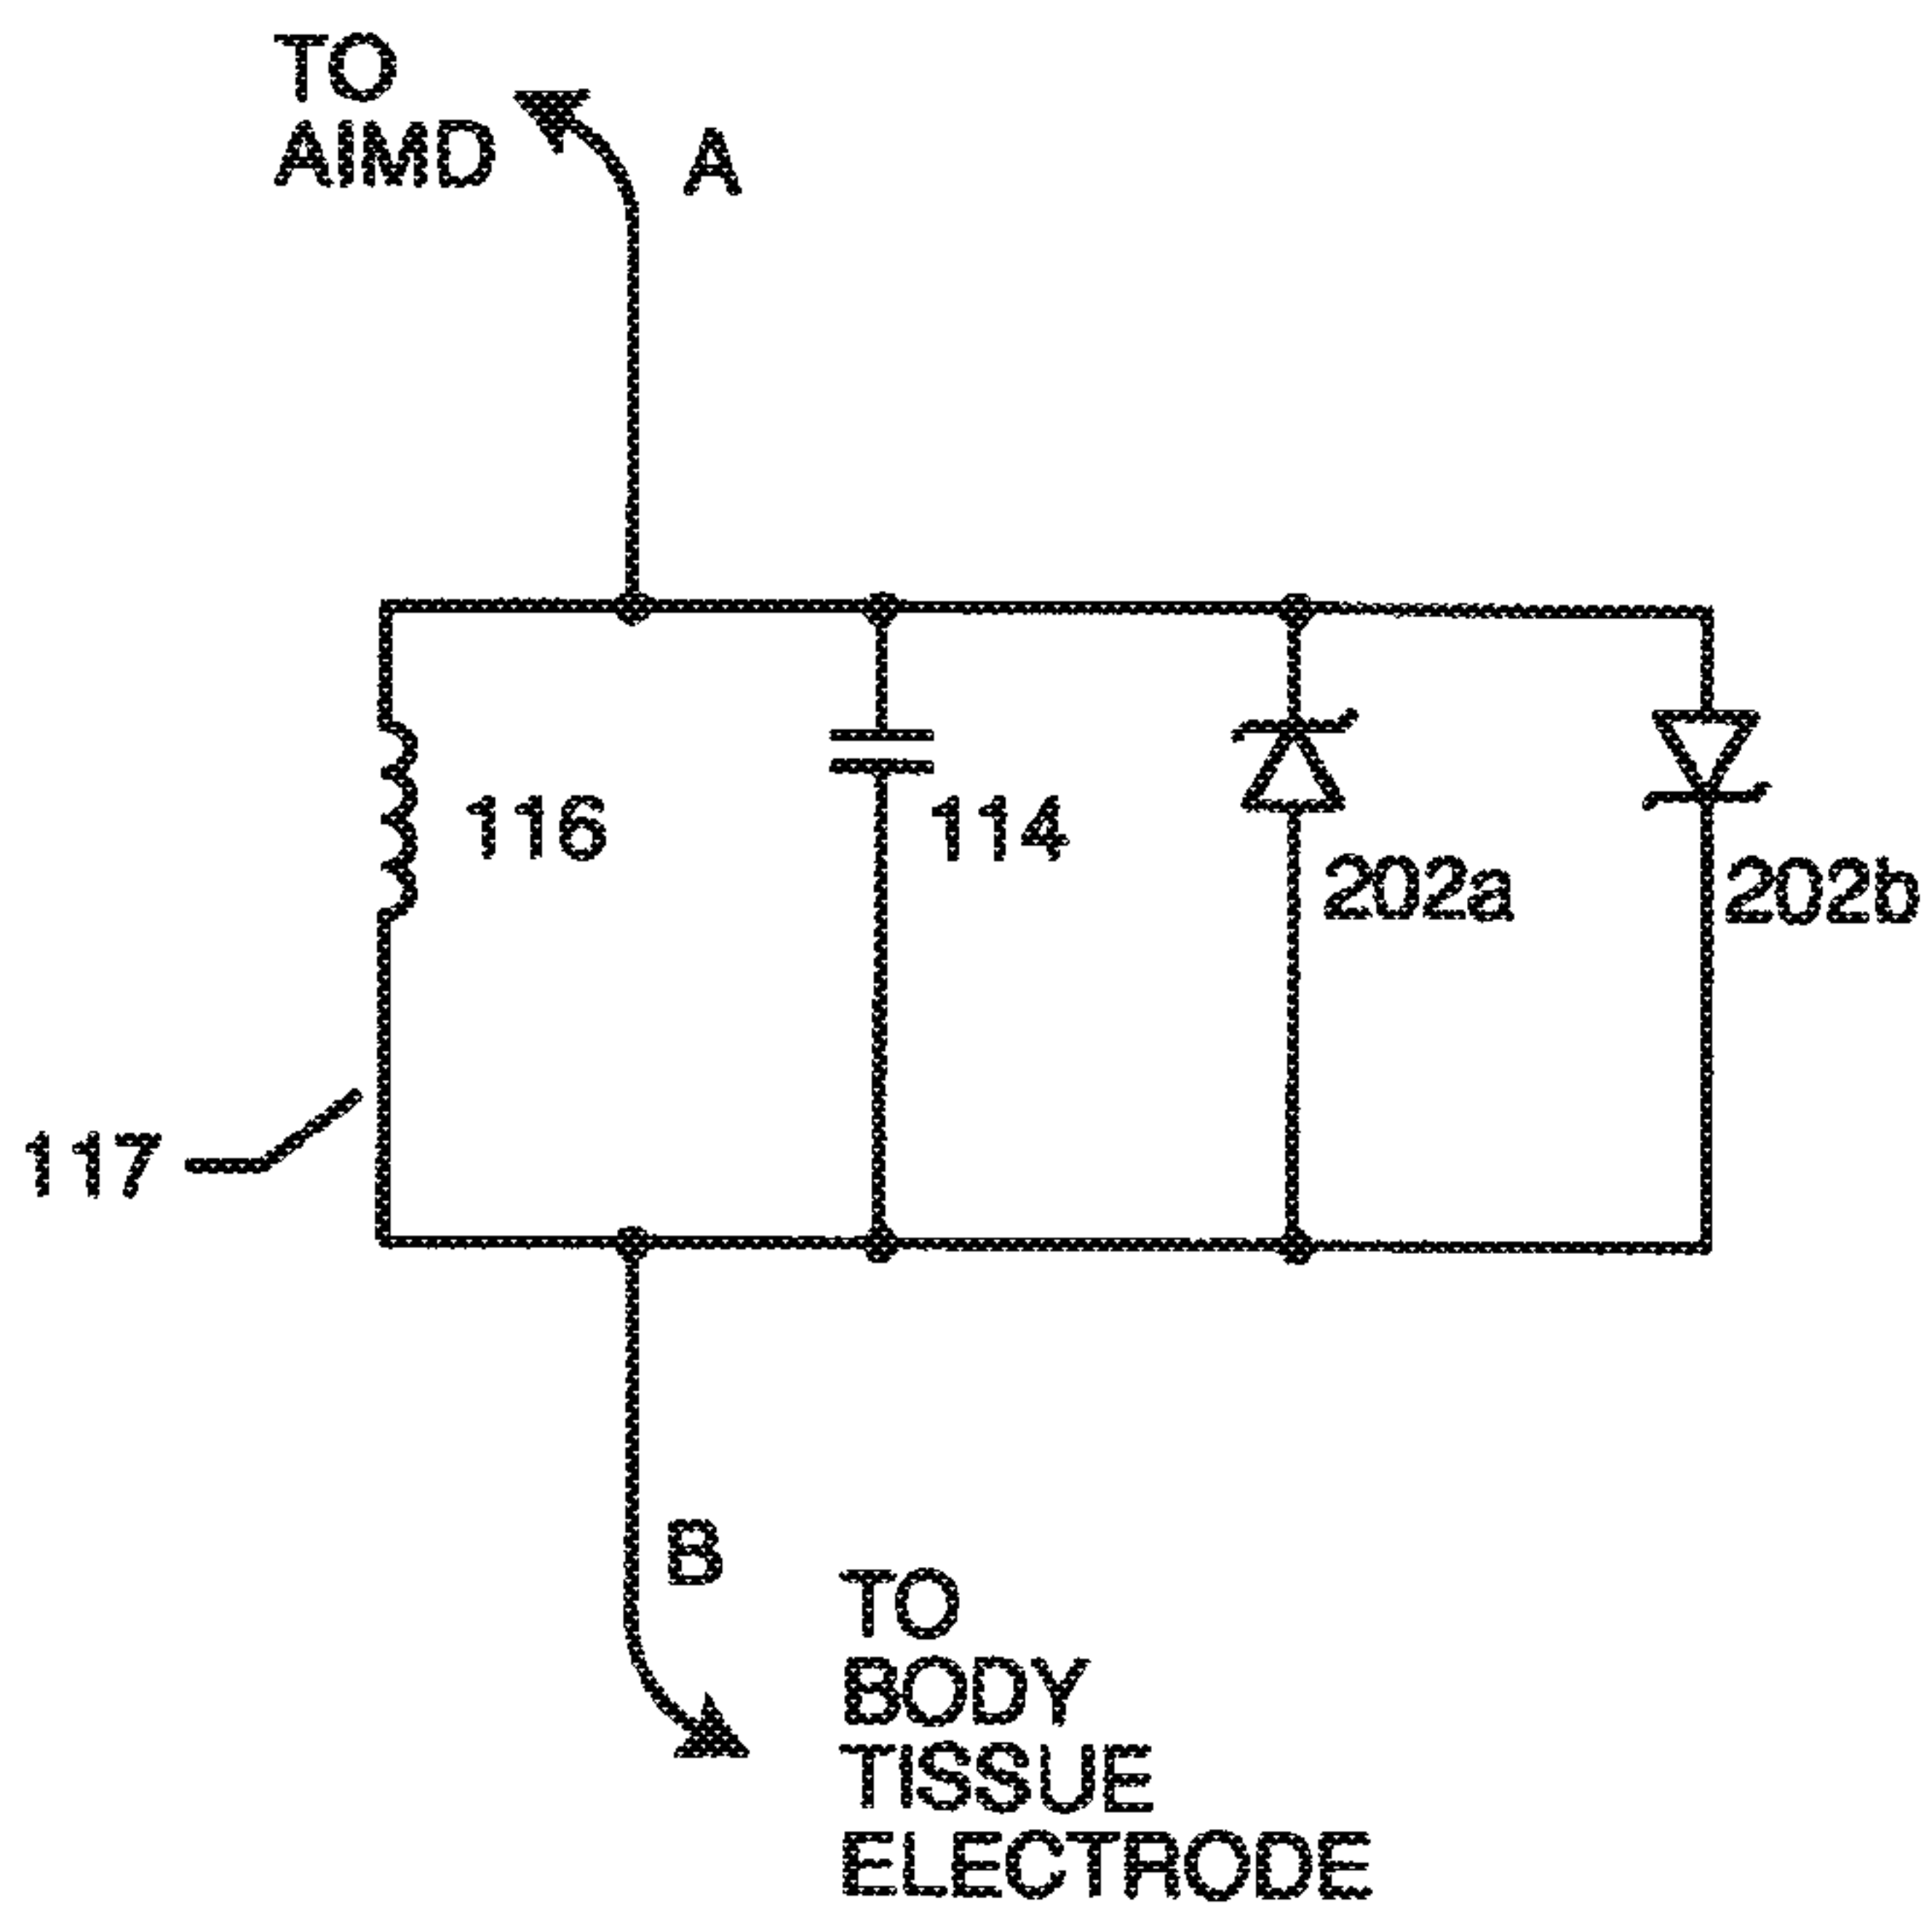 TO
AIMD
A
116
114
202a
202b
117
B
TO
BODY
TISSUE
ELECTRODE